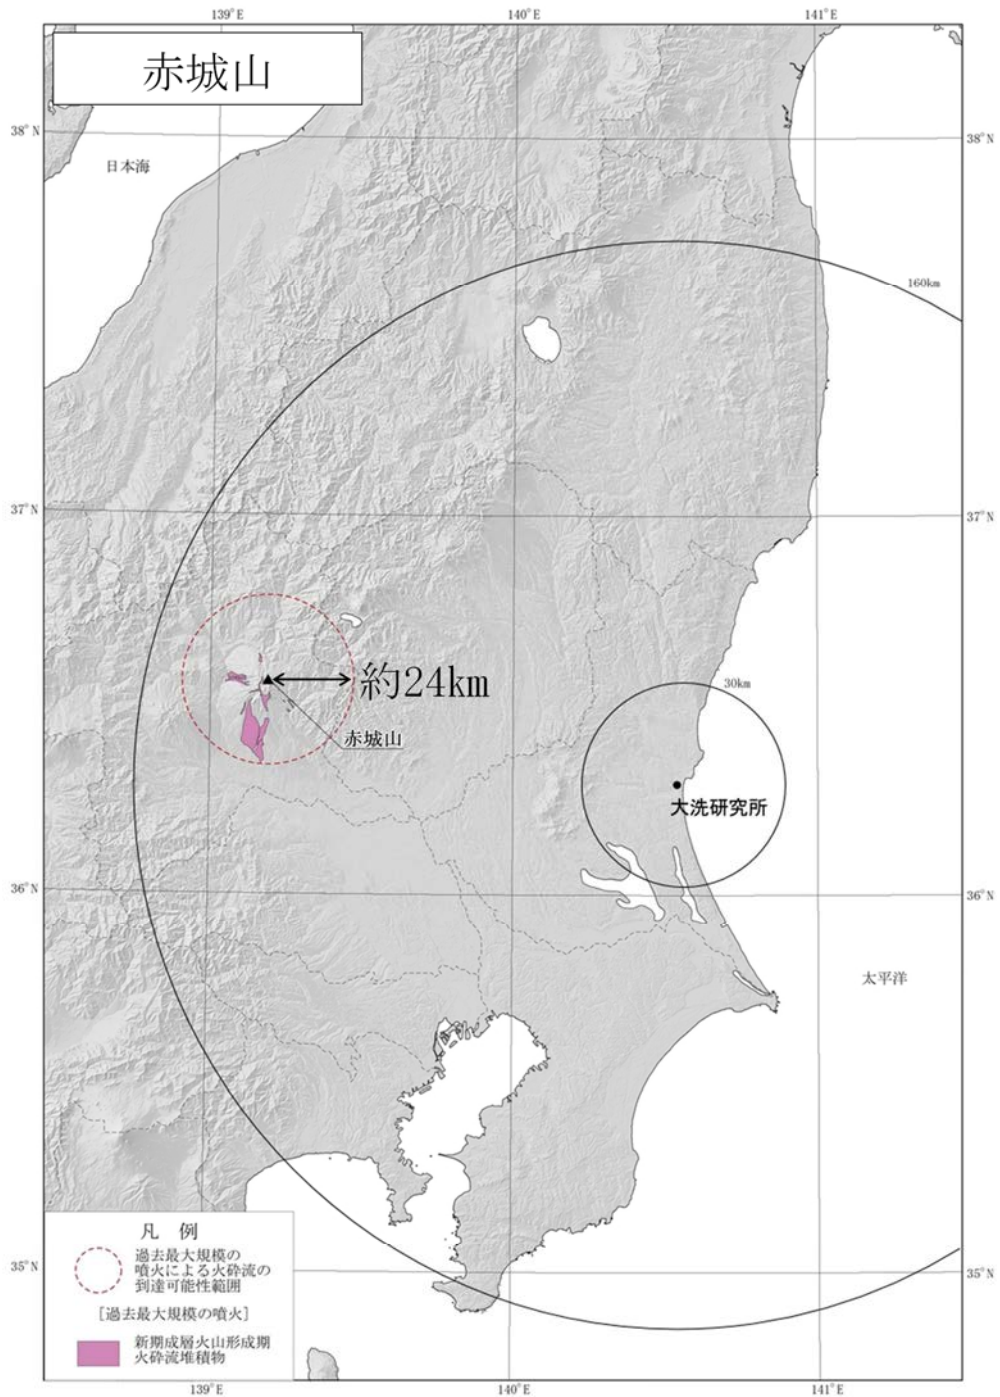 139°E
140°E
141°E
赤城山
38°N
38°N
日本海
160km
37°N
37°N
約24km
30km
赤城山
大洗研究所
36°N
36°N
太平洋
凡 例
過去最大規模の
噴火による火砕流の
到達可能性範囲
[過去最大規模の噴火]
新期成層火山形成期
火砕流堆積物
35°N
35°N
139°E
140°E
141°E